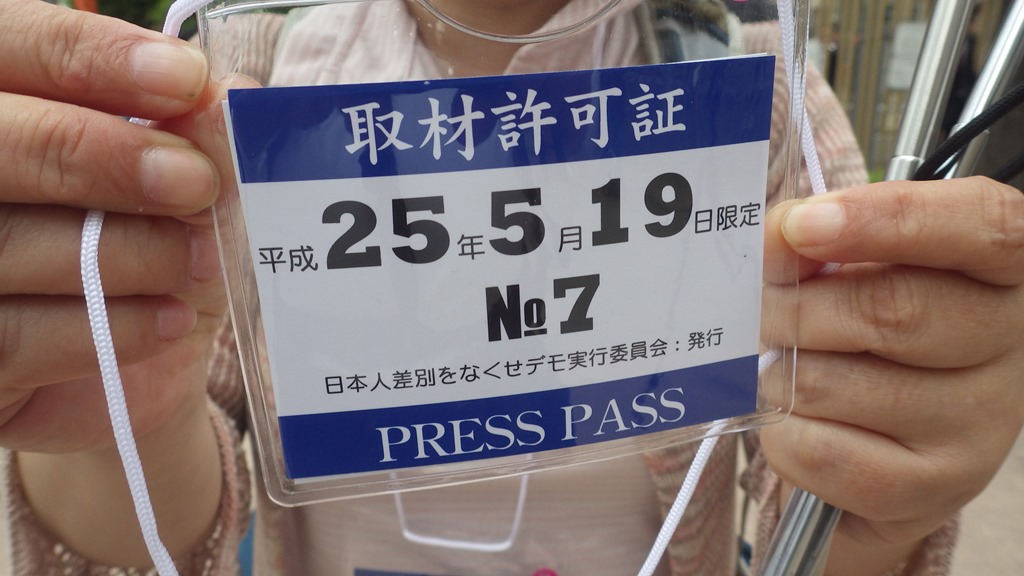 取材許可証
平成25年5月19日限定
№7
日本人差別をなくせデモ実行委員会：発行
PRESS PASS